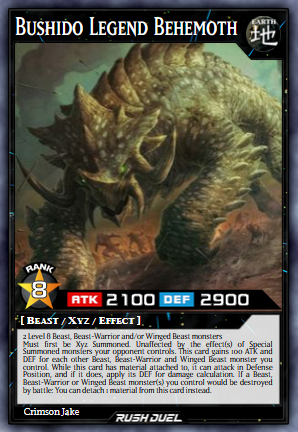 Bushido Legend Behemoth
EARTH
地
RANK
8
ATK 2100 DEF 2900
[ Beast / Xyz / Effect ]
2 Level 8 Beast, Beast-Warrior and/or Winged Beast monsters
Must first be Xyz Summoned. Unaffected by the effect(s) of Special
Summoned monsters your opponent controls. This card gains 100 ATK and
DEF for each other Beast, Beast-Warrior and Winged Beast monster you
control. While this card has material attached to it, it can attack in Defense
Position, and if it does, apply its DEF for damage calculation. If a Beast,
Beast-Warrior or Winged Beast monster(s) you control would be destroyed
by battle: You can detach 1 material from this card instead.
Crimson Jake
RUSH DUEL